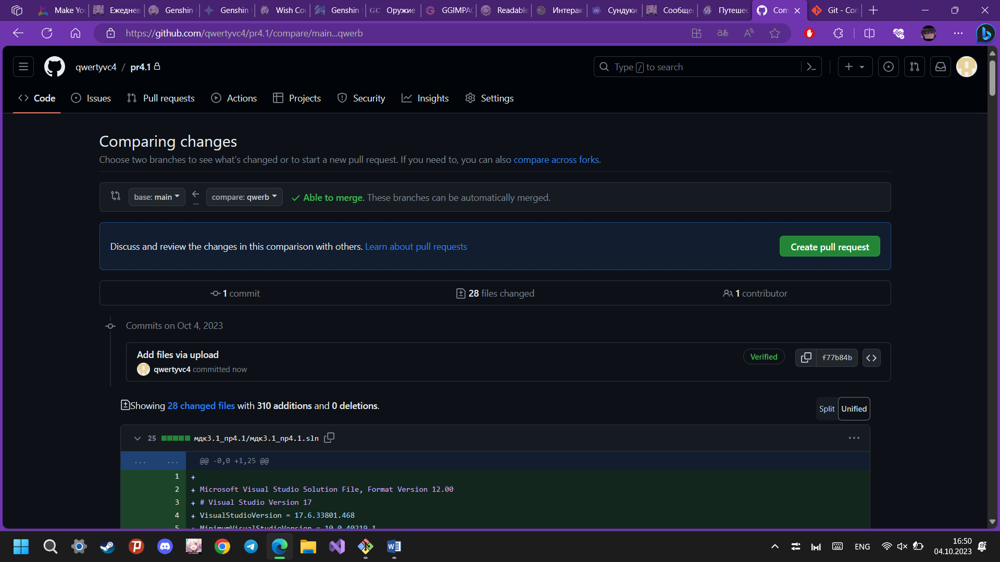 Make Yo
Ежеднев
Genshin
Genshin
Wish Cou
Genshin
GC Оружие
GGIMPAC
Readable
Интеракт
Сундуки
Сообщес
Путешес
Com
Git - Con
https://github.com/qwertyvc4/pr4.1/compare/main...qwerb
qwertyvc4 / pr4.1
Type / to search
Code Issues Pull requests Actions Projects Security Insights Settings
Comparing changes
Choose two branches to see what's changed or to start a new pull request. If you need to, you can also compare across forks.
base: main ... compare: qwerb Able to merge. These branches can be automatically merged.
Discuss and review the changes in this comparison with others. Learn about pull requests
Create pull request
1 commit 28 files changed 1 contributor
Commits on Oct 4, 2023
Add files via upload
qwertyvc4 committed now
Verified
f77b84b
Showing 28 changed files with 310 additions and 0 deletions.
Split Unified
25 мдк3.1_пр4.1/мдк3.1_пр4.1.sln
... ... @@ -0,0 +1,25 @@
1 +
2 + Microsoft Visual Studio Solution File, Format Version 12.00
3 + # Visual Studio Version 17
4 + VisualStudioVersion = 17.6.33801.468
5 + MinimumVisualStudioVersion = 10.0.40219.1
ENG
16:50
04.10.2023